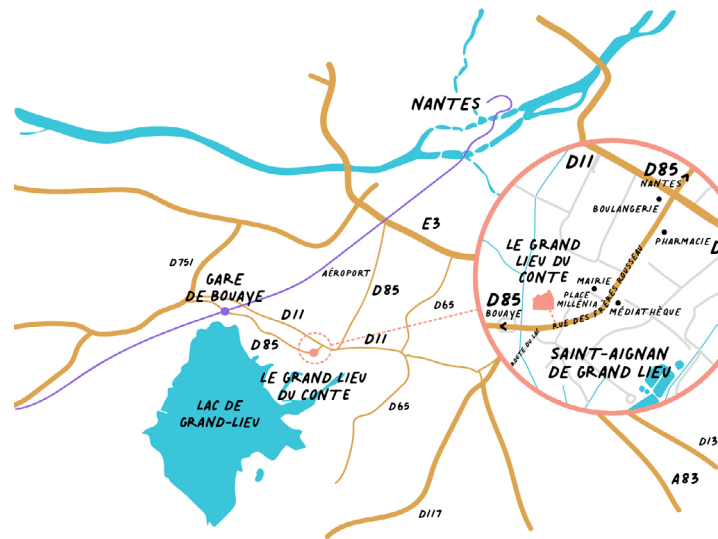 NANTES
E3
D751
GARE
DE BOUAYE
AÉROPORT
D85
D65
D11
D85
D11
LE GRAND LIEU
DU CONTE
LAC DE
GRAND-LIEU
D65
D117
A83
D13
D11
D85
NANTES
BOULANGERIE
PHARMACIE
D
LE GRAND
LIEU DU
CONTE
MAIRIE
PLACE
MILLÉNIA
MÉDIATHÈQUE
D85
BOUAYE
RUE DES FRÈRES ROUSSEAU
ROUTE DU LAC
SAINT-AIGNAN
DE GRAND LIEU